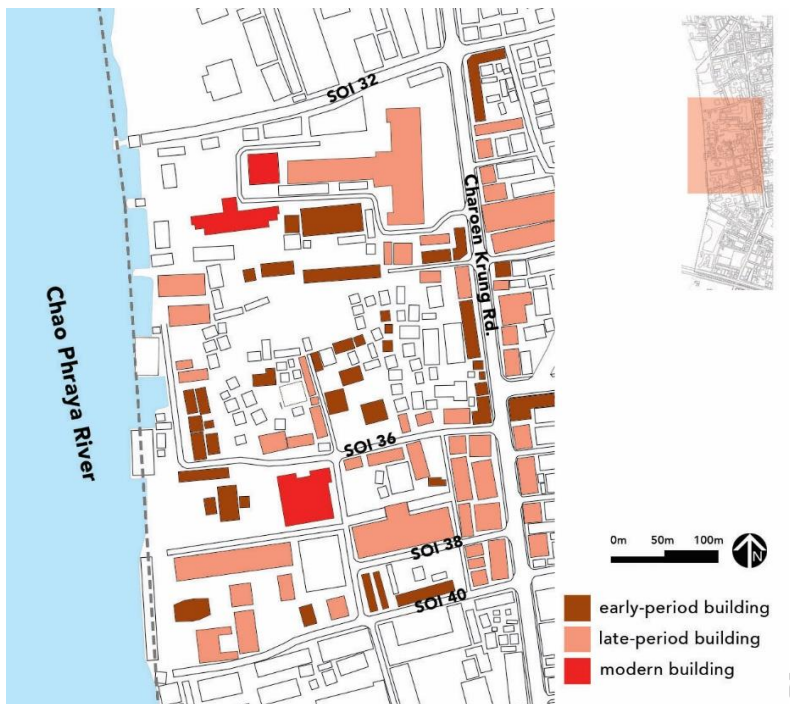 SOI 32
Charoen Krung Rd.
Chao Phraya River
SOI 36
SOI 38
SOI 40
0m 50m 100m
N
early-period building
late-period building
modern building